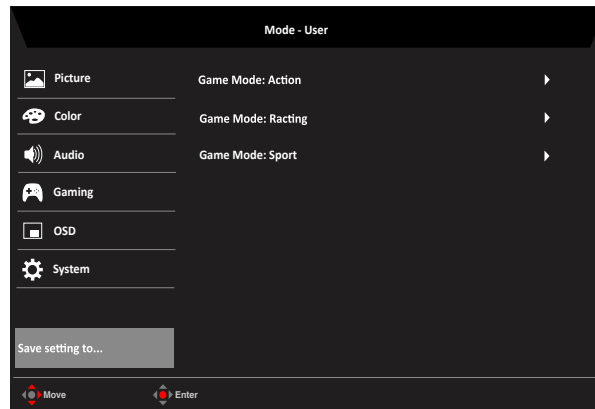 Mode - User
Picture
Game Mode: Action
Color
Game Mode: Racting
Audio
Game Mode: Sport
Gaming
OSD
System
Save setting to...
Move
Enter